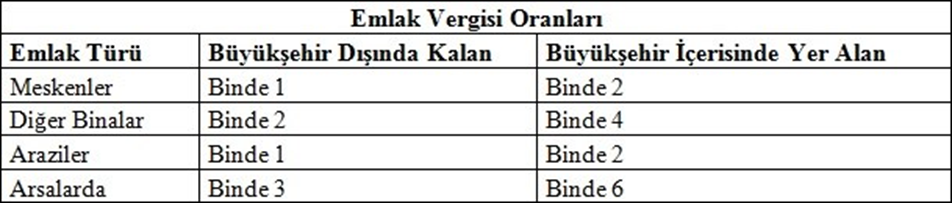 Emlak Vergisi Oranları
Emlak Türü Büyükşehir Dışında Kalan Büyükşehir İçerisinde Yer Alan
Meskenler Binde 1 Binde 2
Diğer Binalar Binde 2 Binde 4
Araziler Binde 1 Binde 2
Arsalarda Binde 3 Binde 6